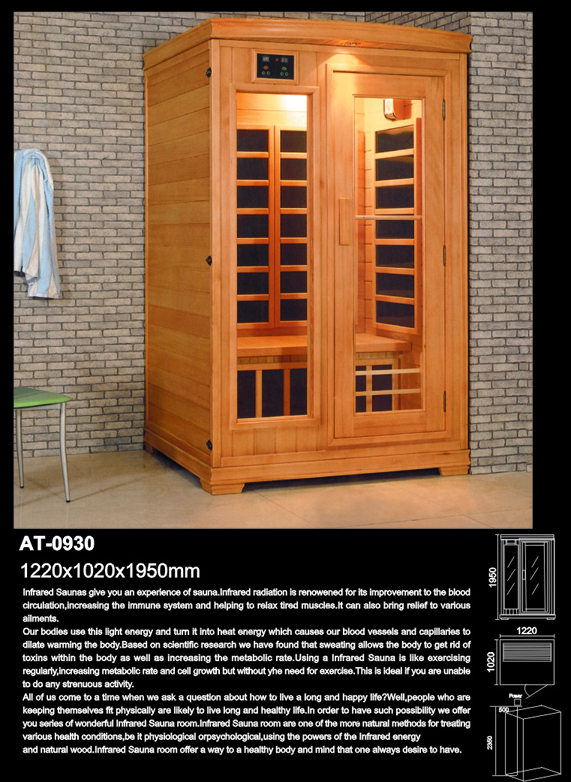 AT-0930
1220x1020x1950mm
Infrared Saunas give you an experience of sauna.Infrared radiation is renowened for its improvement to the blood
circulation,increasing the immune system and helping to relax tired muscles.It can also bring relief to various
ailments.
Our bodies use this light energy and turn it into heat energy which causes our blood vessels and capillaries to
dilate warming the body.Based on scientific research we have found that sweating allows the body to get rid of
toxins within the body as well as increasing the metabolic rate.Using a Infrared Sauna is like exercising
regularly,increasing metabolic rate and cell growth but without yhe need for exercise.This is ideal if you are unable
to do any strenuous activity.
All of us come to a time when we ask a question about how to live a long and happy life?Well,people who are
keeping themselves fit physically are likely to live long and healthy life.In order to have such possibility we offer
you series of wonderful Infrared Sauna room.Infrared Sauna room are one of the more natural methods for treating
various health conditions,be it physiological orpsychological,using the powers of the Infrared energy
and natural wood.Infrared Sauna room offer a way to a healthy body and mind that one always desire to have.
1950
1220
1020
Power
500